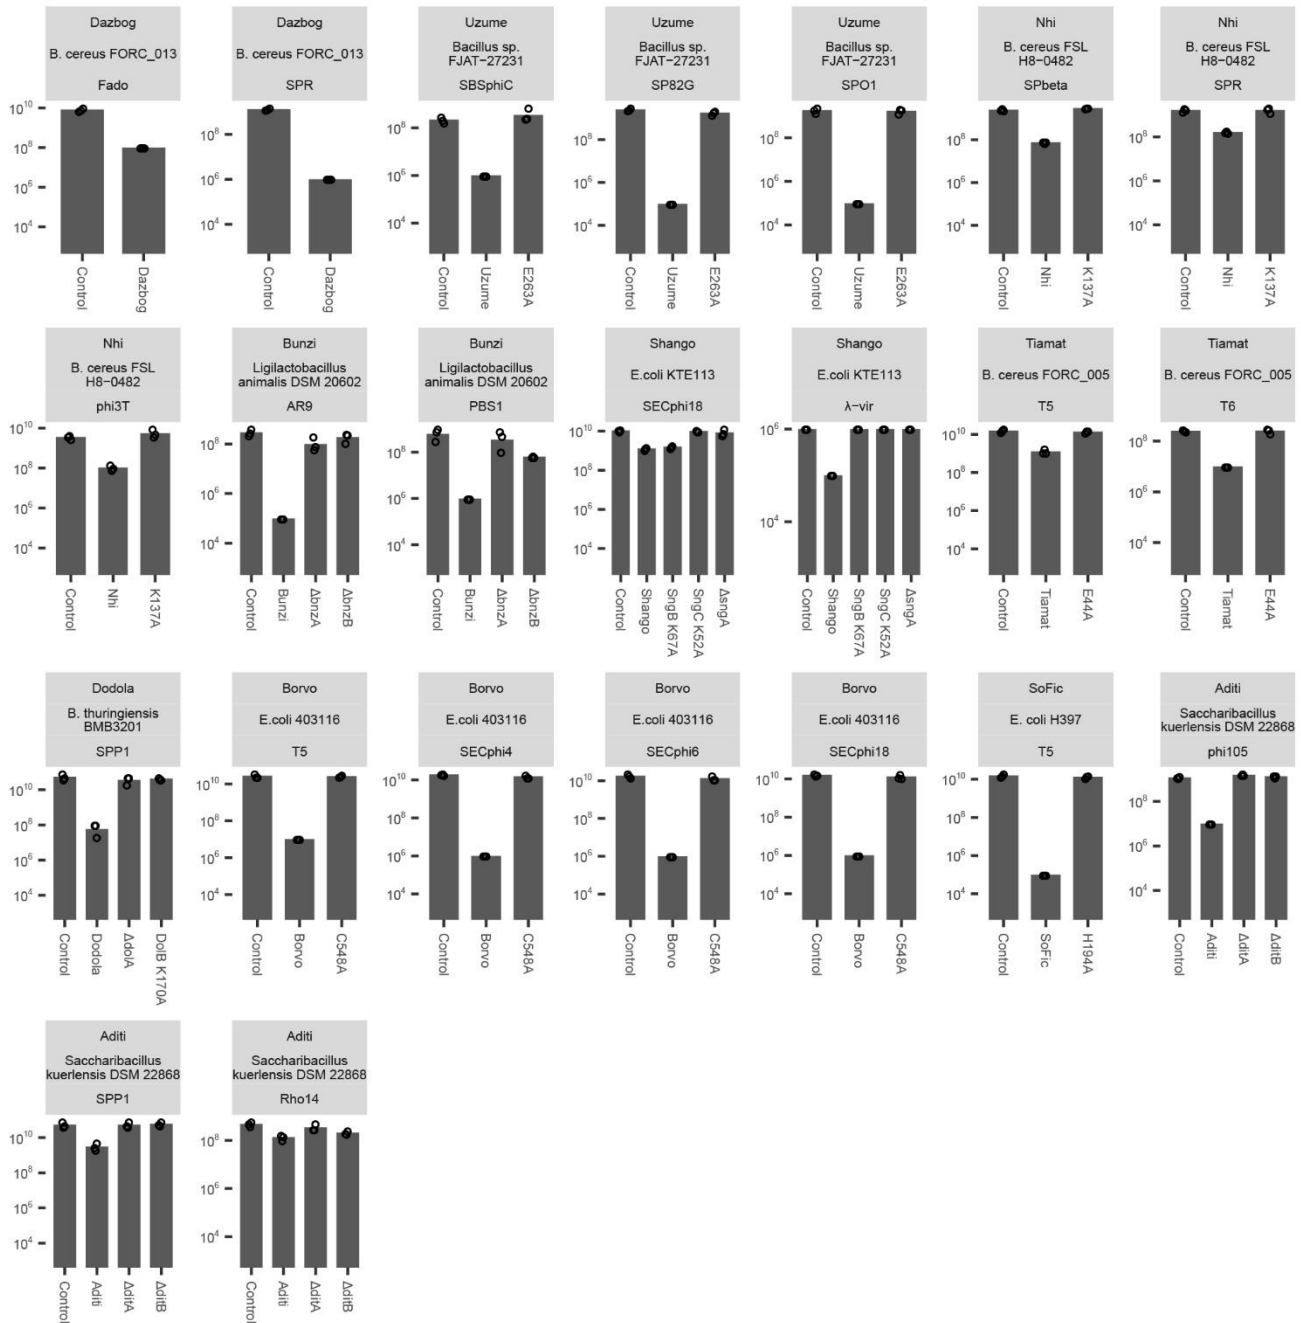 Dazbog
B. cereus FORC_013
Fado
10^10
10^8
10^6
10^4
Control
Dazbog
Dazbog
B. cereus FORC_013
SPR
10^8
10^6
10^4
Control
Dazbog
Uzume
Bacillus sp.
FJAT-27231
SBSphiC
10^8
10^6
10^4
Control
Uzume
E263A
Uzume
Bacillus sp.
FJAT-27231
SP82G
10^8
10^6
10^4
Control
Uzume
E263A
Uzume
Bacillus sp.
FJAT-27231
SPO1
10^8
10^6
10^4
Control
Uzume
E263A
Nhi
B. cereus FSL
H8-0482
SPbeta
10^8
10^6
10^4
Control
Nhi
K137A
Nhi
B. cereus FSL
H8-0482
SPR
10^8
10^6
10^4
Control
Nhi
K137A
Nhi
B. cereus FSL
H8-0482
phi3T
10^10
10^8
10^6
10^4
Control
Nhi
K137A
Bunzi
Ligilactobacillus
animalis DSM 20602
AR9
10^8
10^6
10^4
Control
Bunzi
ΔbnzA
ΔbnzB
Bunzi
Ligilactobacillus
animalis DSM 20602
PBS1
10^8
10^6
10^4
Control
Bunzi
ΔbnzA
ΔbnzB
Shango
E.coli KTE113
SECphi18
10^10
10^8
10^6
10^4
Control
Shango
SngB K67A
SngC K52A
ΔsngA
Shango
E.coli KTE113
λ-vir
10^6
10^4
Control
Shango
SngB K67A
SngC K52A
ΔsngA
Tiamat
B. cereus FORC_005
T5
10^10
10^8
10^6
10^4
Control
Tiamat
E44A
Tiamat
B. cereus FORC_005
T6
10^8
10^6
10^4
Control
Tiamat
E44A
Dodola
B. thuringiensis
BMB3201
SPP1
10^10
10^8
10^6
10^4
Control
Dodola
ΔdolA
DolB K170A
Borvo
E.coli 403116
T5
10^10
10^8
10^6
10^4
Control
Borvo
C548A
Borvo
E.coli 403116
SECphi4
10^10
10^8
10^6
10^4
Control
Borvo
C548A
Borvo
E.coli 403116
SECphi6
10^10
10^8
10^6
10^4
Control
Borvo
C548A
Borvo
E.coli 403116
SECphi18
10^10
10^8
10^6
10^4
Control
Borvo
C548A
SoFic
E. coli H397
T5
10^10
10^8
10^6
10^4
Control
SoFic
H194A
Aditi
Saccharibacillus
kuerlensis DSM 22868
phi105
10^8
10^6
10^4
Control
Aditi
ΔditA
ΔditB
Aditi
Saccharibacillus
kuerlensis DSM 22868
SPP1
10^10
10^8
10^6
10^4
Control
Aditi
ΔditA
ΔditB
Aditi
Saccharibacillus
kuerlensis DSM 22868
Rho14
10^8
10^6
10^4
Control
Aditi
ΔditA
ΔditB